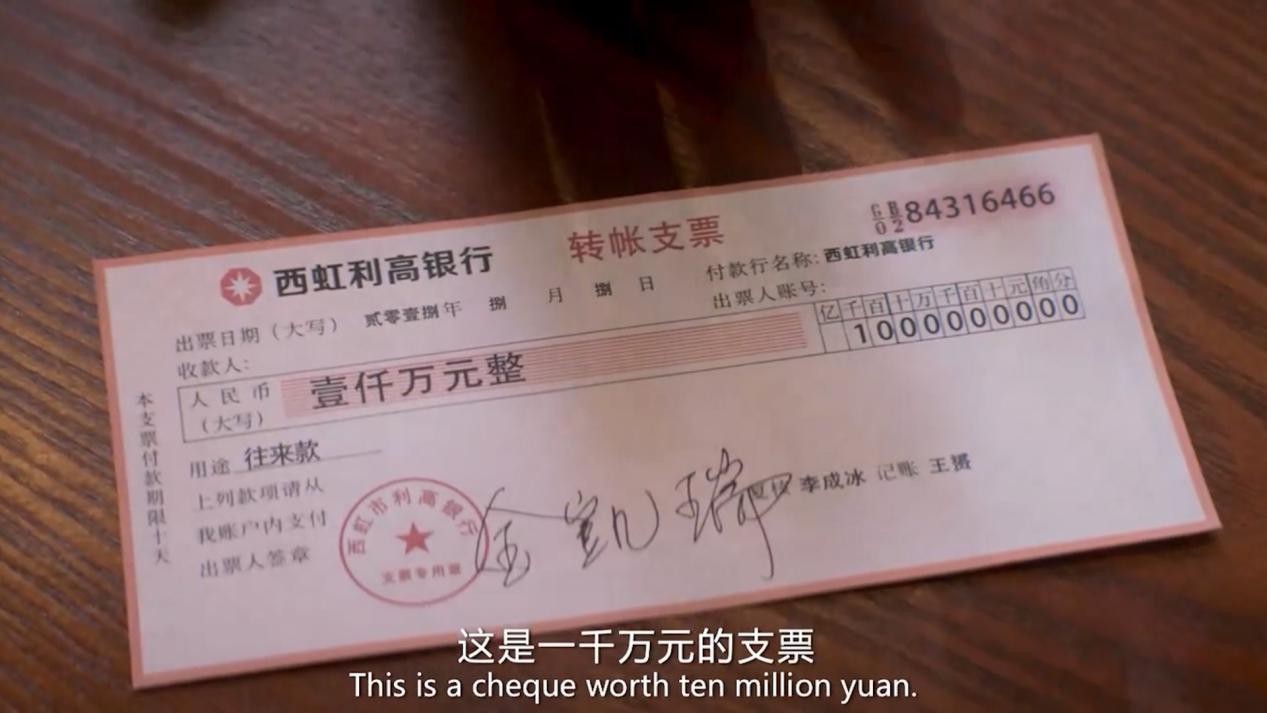 GB
02 84316466
西虹利高银行 转帐支票
出票日期（大写） 贰零壹捌年 捌 月 捌 日 付款行名称：西虹利高银行
收款人： 出票人账号：
亿千百十万千百十元角分
人民币（大写） 壹仟万元整 1000000000
用途 往来款
上列款项请从
我账户内支付
出票人签章
本支票付款期限十天
西虹市利高银行
支票专用章
金凯瑞
复核 李成冰 记账 王赟
这是一千万元的支票
This is a cheque worth ten million yuan.